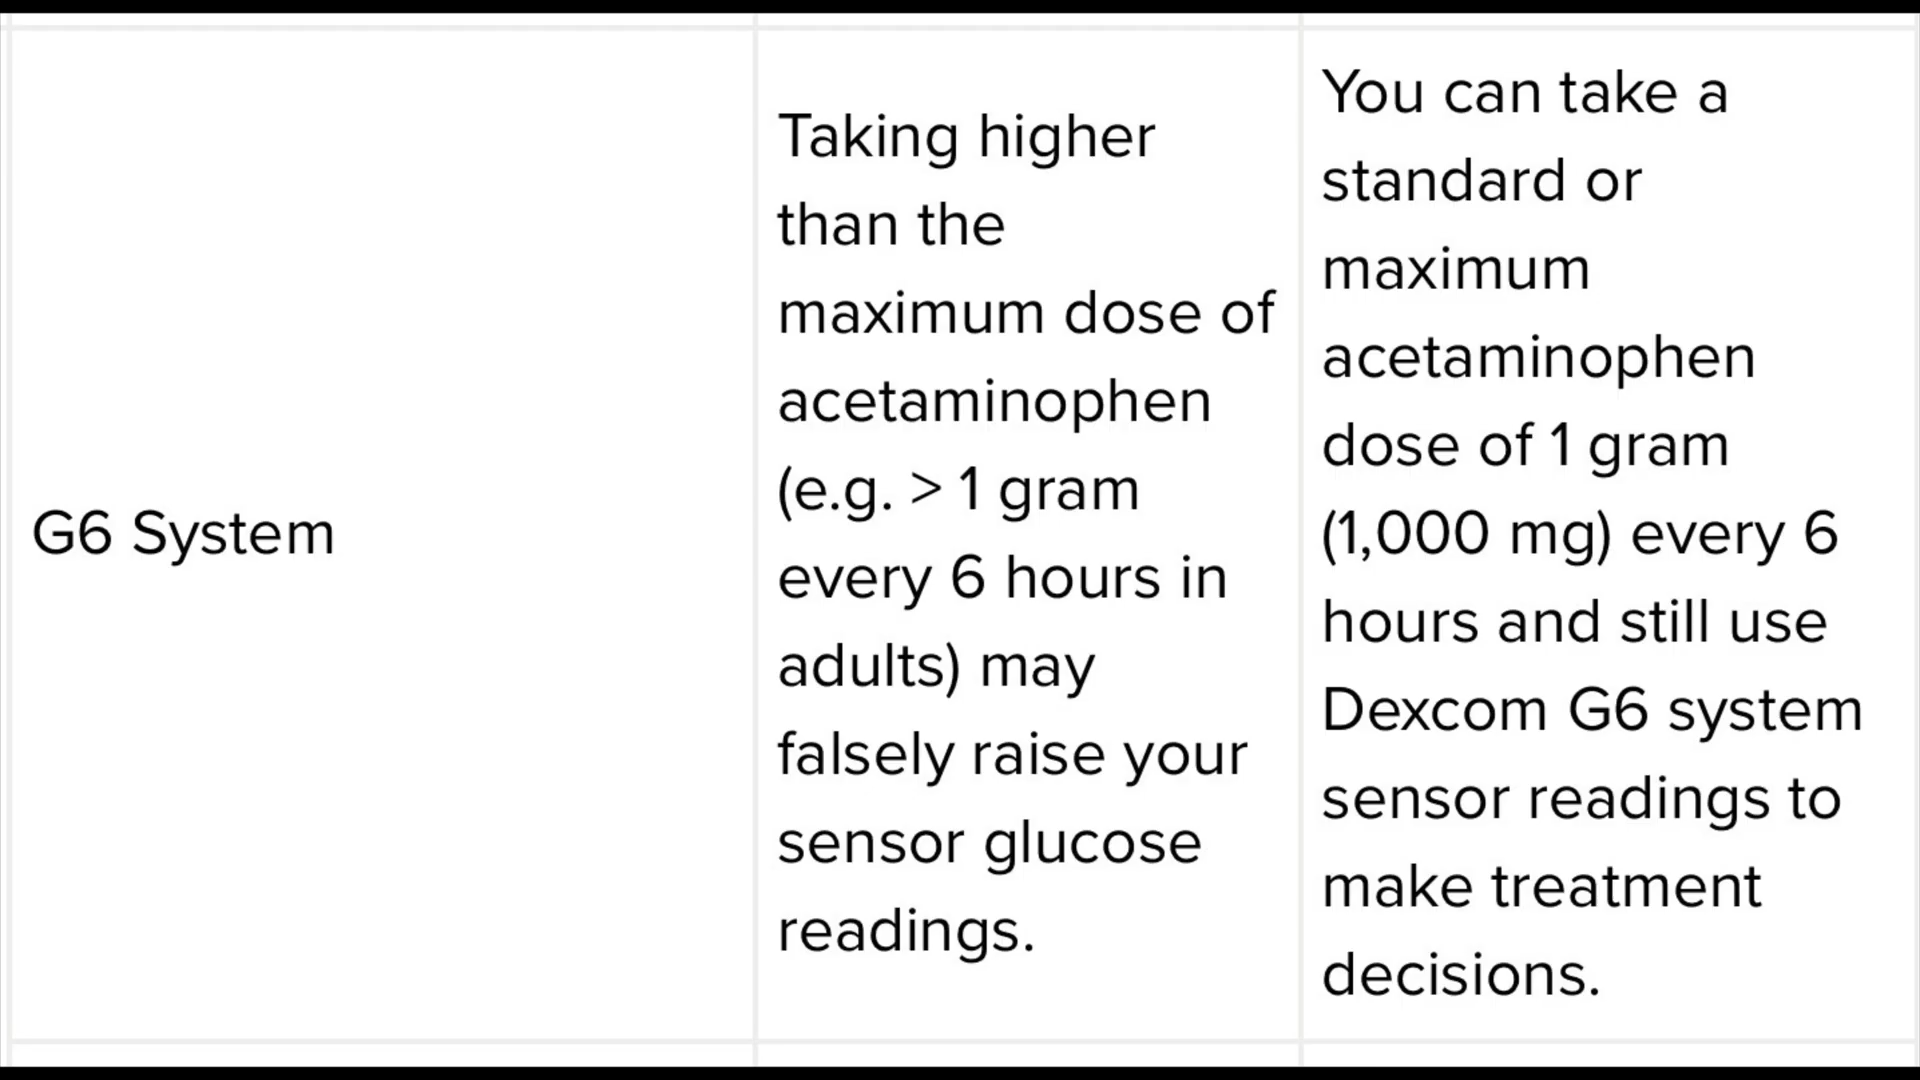 G6 System
Taking higher
than the
maximum dose of
acetaminophen
(e.g. > 1 gram
every 6 hours in
adults) may
falsely raise your
sensor glucose
readings.
You can take a
standard or
maximum
acetaminophen
dose of 1 gram
(1,000 mg) every 6
hours and still use
Dexcom G6 system
sensor readings to
make treatment
decisions.